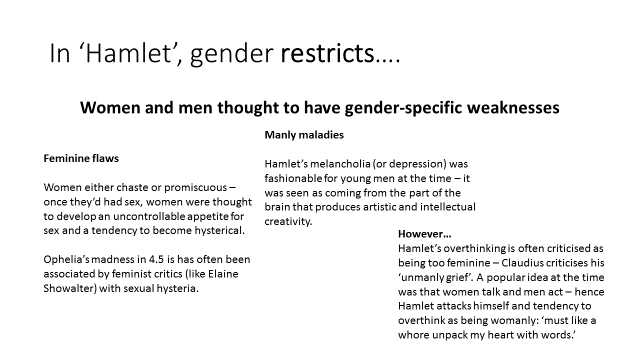 In ‘Hamlet’, gender restricts….
Women and men thought to have gender-specific weaknesses
Feminine flaws
Women either chaste or promiscuous –
once they’d had sex, women were thought
to develop an uncontrollable appetite for
sex and a tendency to become hysterical.
Ophelia’s madness in 4.5 is has often been
associated by feminist critics (like Elaine
Showalter) with sexual hysteria.
Manly maladies
Hamlet’s melancholia (or depression) was
fashionable for young men at the time – it
was seen as coming from the part of the
brain that produces artistic and intellectual
creativity.
However…
Hamlet’s overthinking is often criticised as
being too feminine – Claudius criticises his
‘unmanly grief’. A popular idea at the time
was that women talk and men act – hence
Hamlet attacks himself and tendency to
overthink as being womanly: ‘must like a
whore unpack my heart with words.’